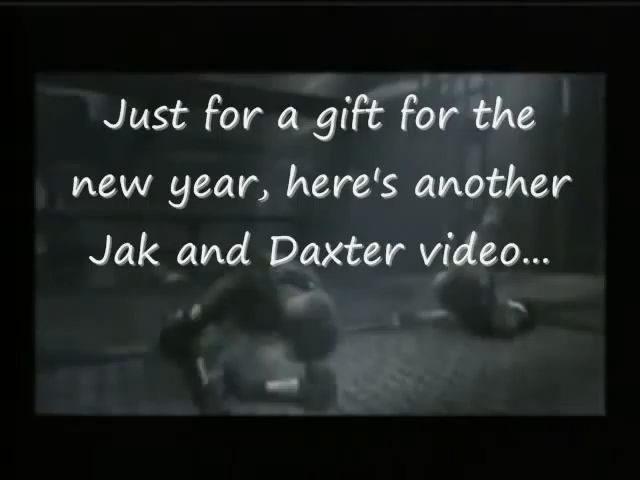 Just for a gift for the
new year, here's another
Jak and Daxter video...